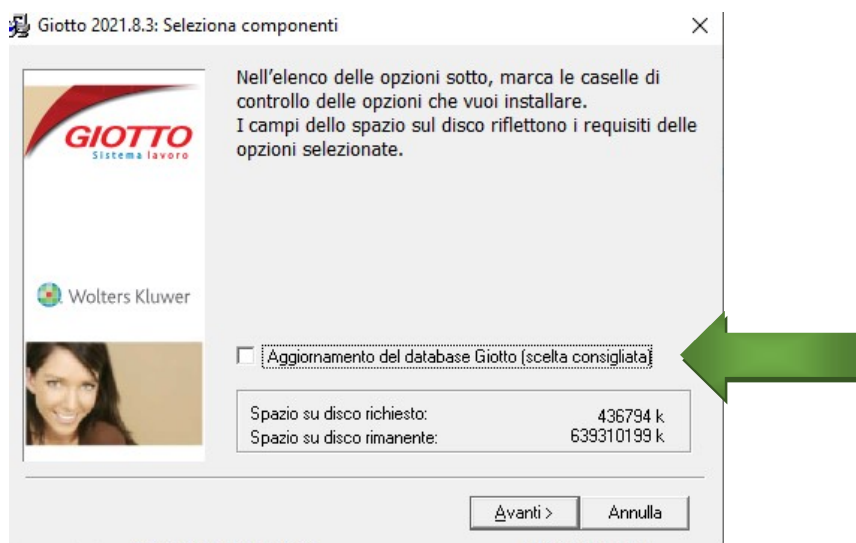 Giotto 2021.8.3: Seleziona componenti
Nell'elenco delle opzioni sotto, marca le caselle di
controllo delle opzioni che vuoi installare.
I campi dello spazio sul disco riflettono i requisiti delle
opzioni selezionate.
GIOTTO
Sistema lavoro
Wolters Kluwer
Aggiornamento del database Giotto (scelta consigliata)
Spazio su disco richiesto: 436794 k
Spazio su disco rimanente: 639310199 k
Avanti > Annulla